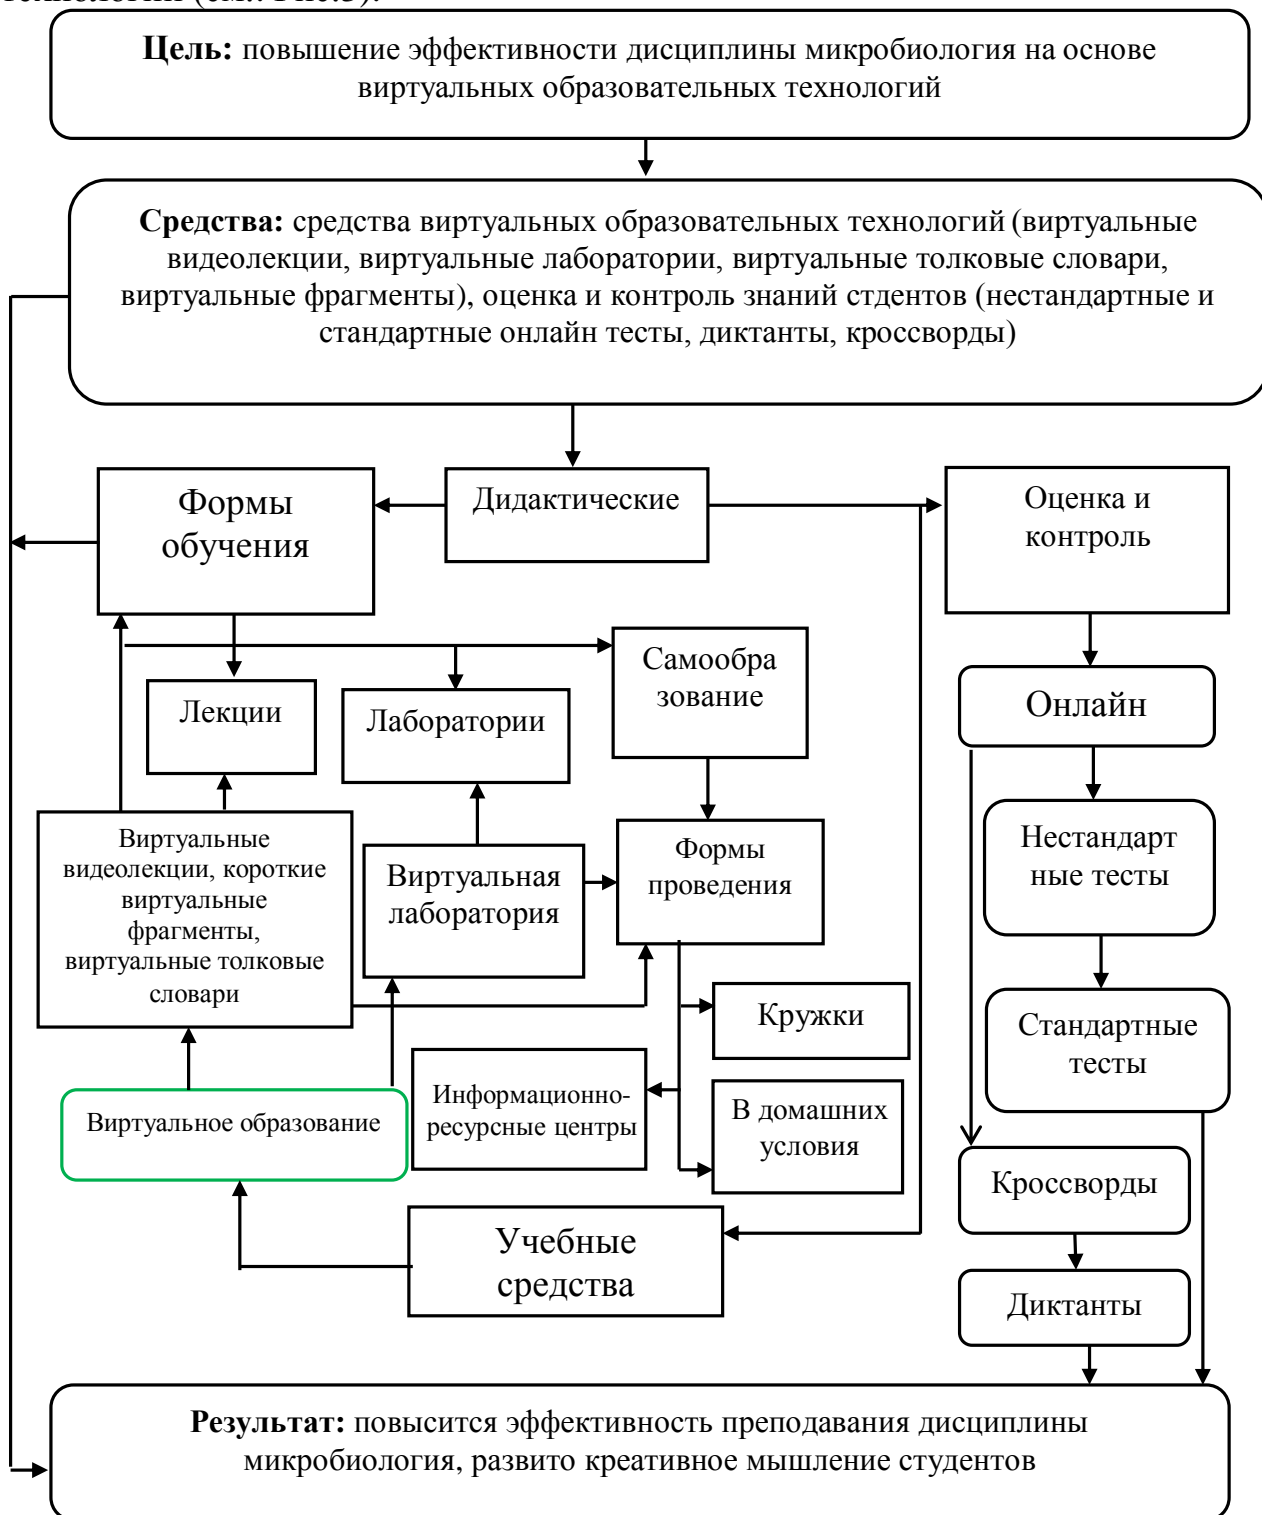 Цель: повышение эффективности дисциплины микробиология на основе
виртуальных образовательных технологий
Средства: средства виртуальных образовательных технологий (виртуальные
видеолекции, виртуальные лаборатории, виртуальные толковые словари,
виртуальные фрагменты), оценка и контроль знаний стдентов (нестандартные и
стандартные онлайн тесты, диктанты, кроссворды)
Формы
обучения
Дидактические
Оценка и
контроль
Самообра
зование
Лекции
Лаборатории
Онлайн
Виртуальные
видеолекции, короткие
виртуальные
фрагменты,
виртуальные толковые
словари
Виртуальная
лаборатория
Формы
проведения
Нестандарт
ные тесты
Кружки
Стандартные
тесты
Виртуальное образование
Информационно-
ресурсные центры
В домашних
условия
Кроссворды
Учебные
средства
Диктанты
Результат: повысится эффективность преподавания дисциплины
микробиология, развито креативное мышление студентов